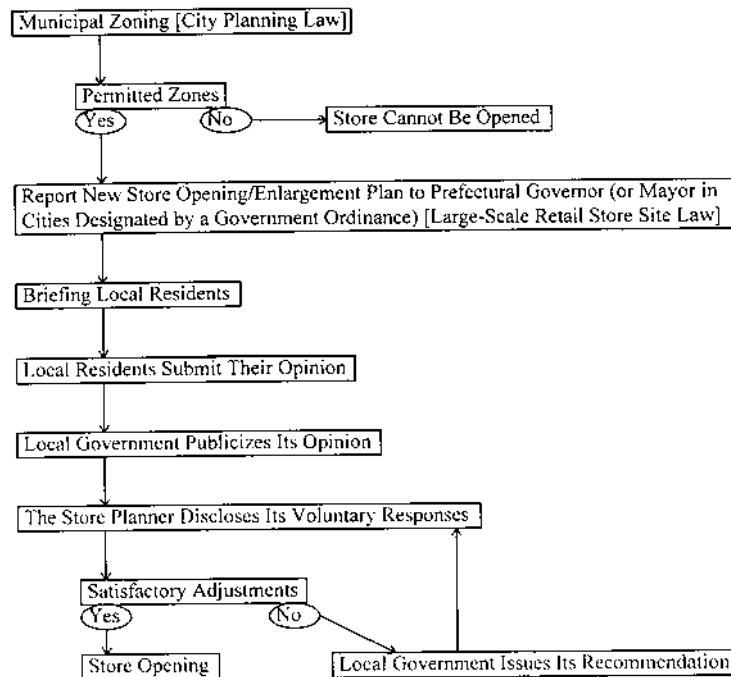 Municipal Zoning [City Planning Law]
Permitted Zones
Yes
No
Store Cannot Be Opened
Report New Store Opening/Enlargement Plan to Prefectural Governor (or Mayor in
Cities Designated by a Government Ordinance) [Large-Scale Retail Store Site Law]
Briefing Local Residents
Local Residents Submit Their Opinion
Local Government Publicizes Its Opinion
The Store Planner Discloses Its Voluntary Responses
Satisfactory Adjustments
Yes
No
Store Opening
Local Government Issues Its Recommendation